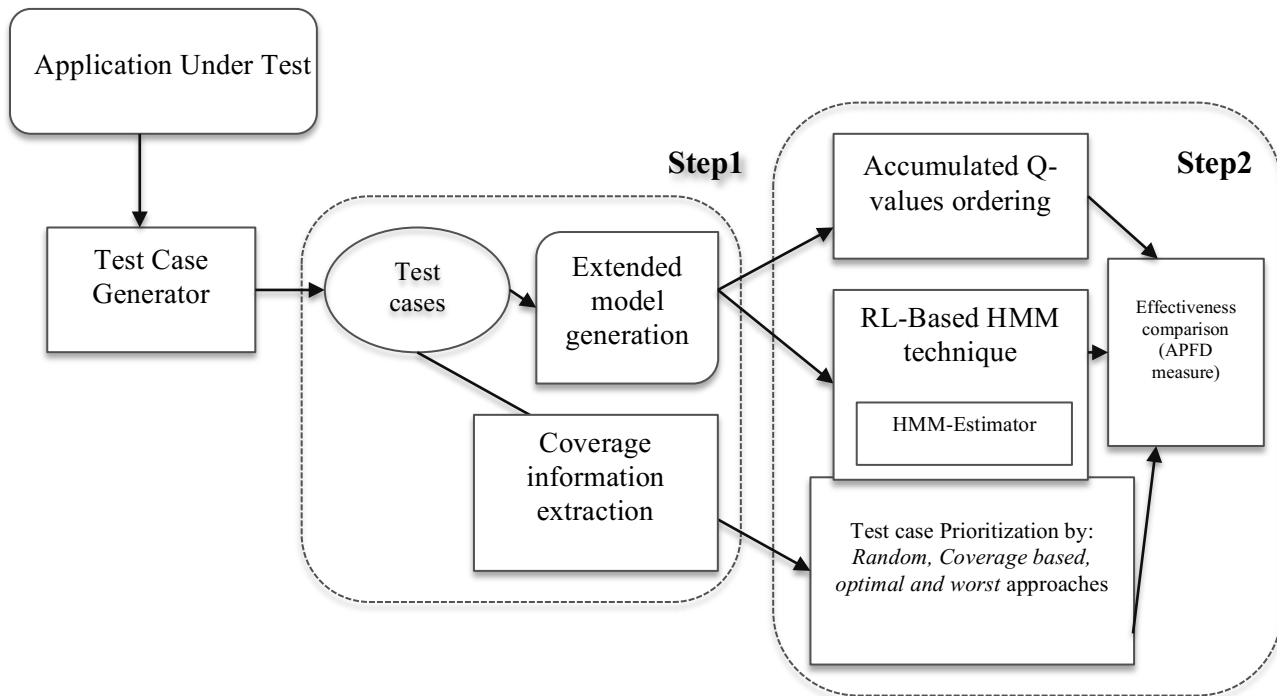 Application Under Test
Step1
Step2
Test Case
Generator
Test
cases
Extended
model
generation
Coverage
information
extraction
Accumulated Q-
values ordering
RL-Based HMM
technique
HMM-Estimator
Test case Prioritization by:
Random, Coverage based,
optimal and worst approaches
Effectiveness
comparison
(APFD
measure)